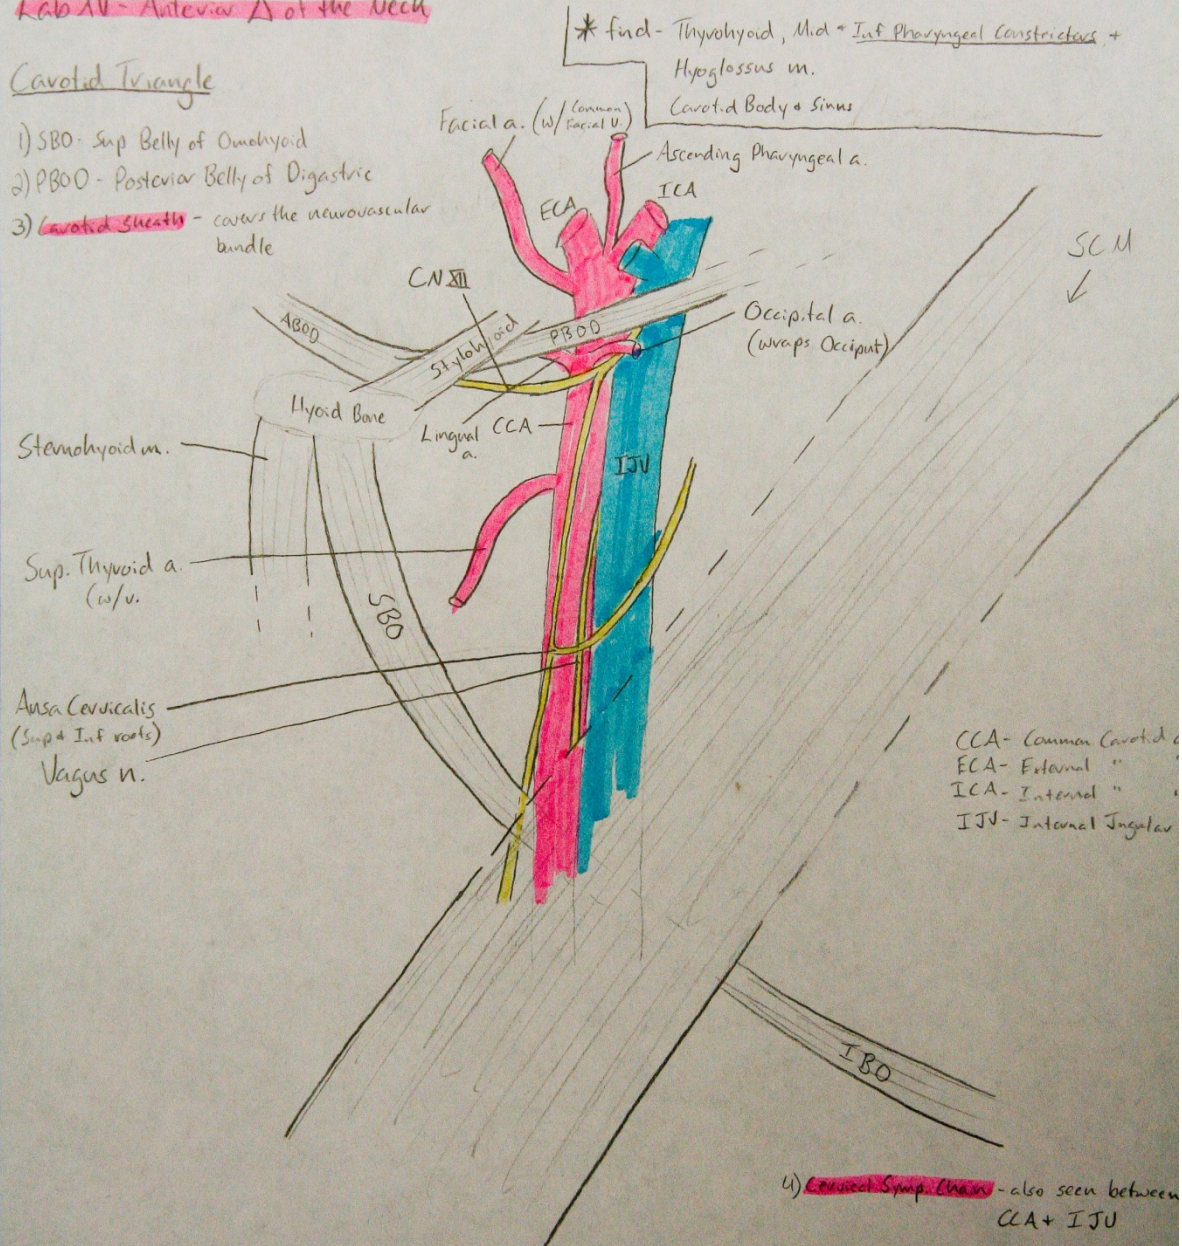 Lab IV - Anterior Δ of the Neck
* find - Thyrohyoid, Mid + Inf Pharyngeal Constrictors, +
Hyoglossus m.
Carotid Body & Sinus
Carotid Triangle
1) SBO - Sup Belly of Omohyoid
2) PBOD - Posterior Belly of Digastric
3) Carotid Sheath - covers the neurovascular
bundle
Facial a. (w/ Common
Facial V.)
Ascending Pharyngeal a.
ECA
ICA
SCM
CN XII
ABOD
Stylohyoid
PBOD
Occipital a.
(wraps Occiput)
Hyoid Bone
Lingual
a.
CCA
IJV
Sternohyoid m.
Sup. Thyroid a.
(w/v.
SBO
Ansa Cervicalis
(Sup & Inf roots)
Vagus n.
CCA - Common Carotid a
ECA - External "
ICA - Internal "
IJV - Internal Jugular
IBO
4) Cervical Symp. Chain - also seen between
CCA + IJV